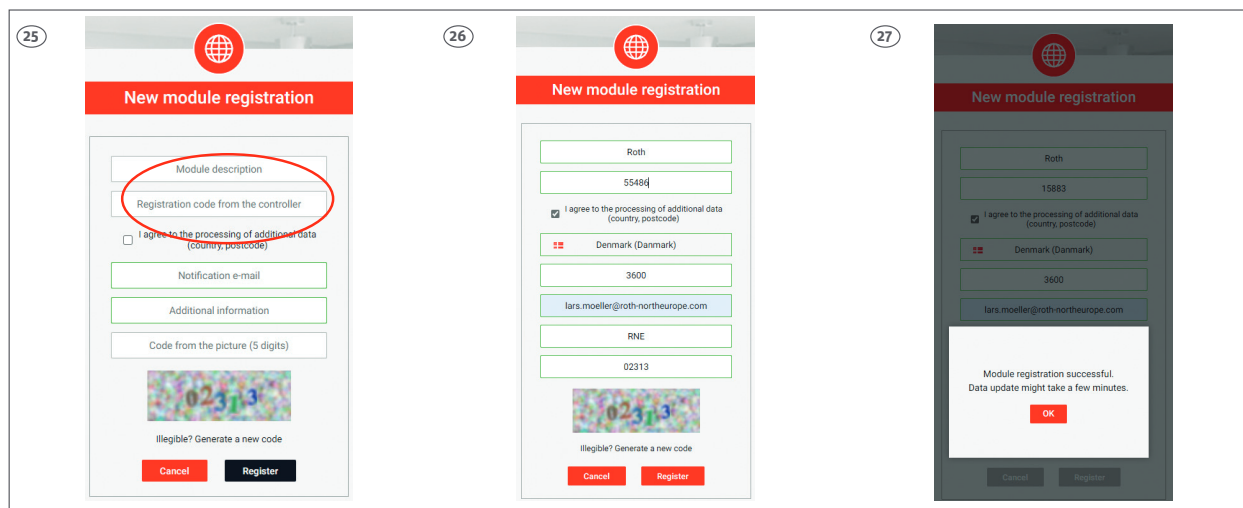 25
New module registration
Module description
Registration code from the controller
I agree to the processing of additional data
(country, postcode)
Notification e-mail
Additional information
Code from the picture (5 digits)
02313
Illegible? Generate a new code
Cancel
Register
26
New module registration
Roth
55486
I agree to the processing of additional data
(country, postcode)
Denmark (Danmark)
3600
lars.moeller@roth-northeurope.com
RNE
02313
02313
Illegible? Generate a new code
Cancel
Register
27
New module registration
Roth
15883
I agree to the processing of additional data
(country, postcode)
Denmark (Danmark)
3600
lars.moeller@roth-northeurope.com
Module registration successful.
Data update might take a few minutes.
OK
Cancel
Register